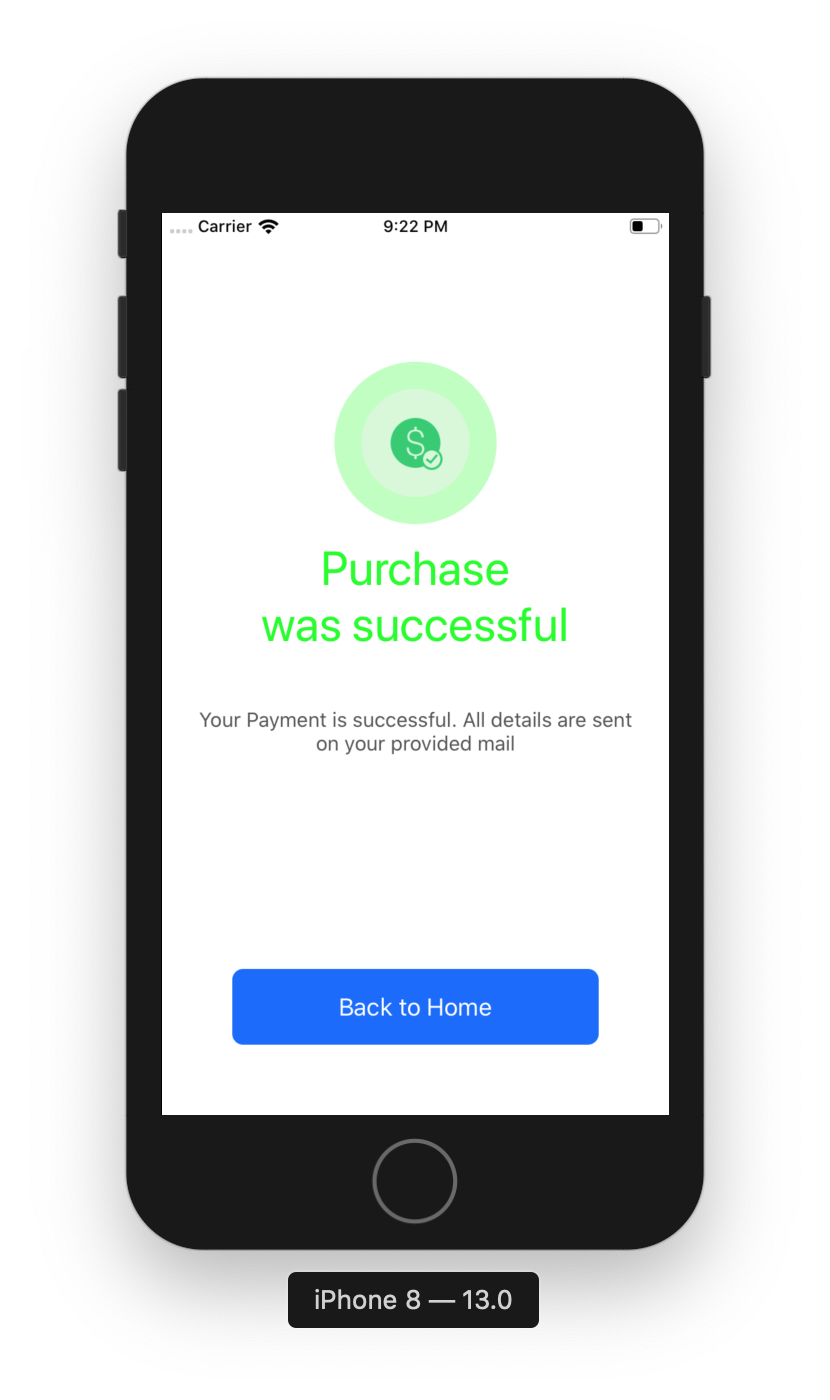 Carrier 9:22 PM
$
Purchase
was successful
Your Payment is successful. All details are sent
on your provided mail
Back to Home
iPhone 8 — 13.0